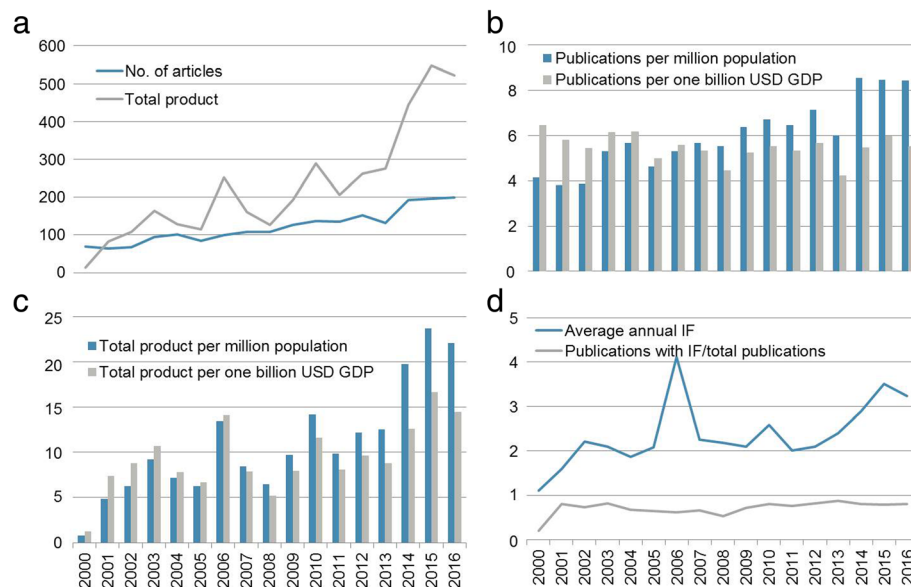 a
600
500
400
300
200
100
0
No. of articles
Total product
b
10
8
6
4
2
0
Publications per million population
Publications per one billion USD GDP
c
25
20
15
10
5
0
Total product per million population
Total product per one billion USD GDP
2000 2001 2002 2003 2004 2005 2006 2007 2008 2009 2010 2011 2012 2013 2014 2015 2016
d
5
4
3
2
1
0
Average annual IF
Publications with IF/total publications
2000 2001 2002 2003 2004 2005 2006 2007 2008 2009 2010 2011 2012 2013 2014 2015 2016